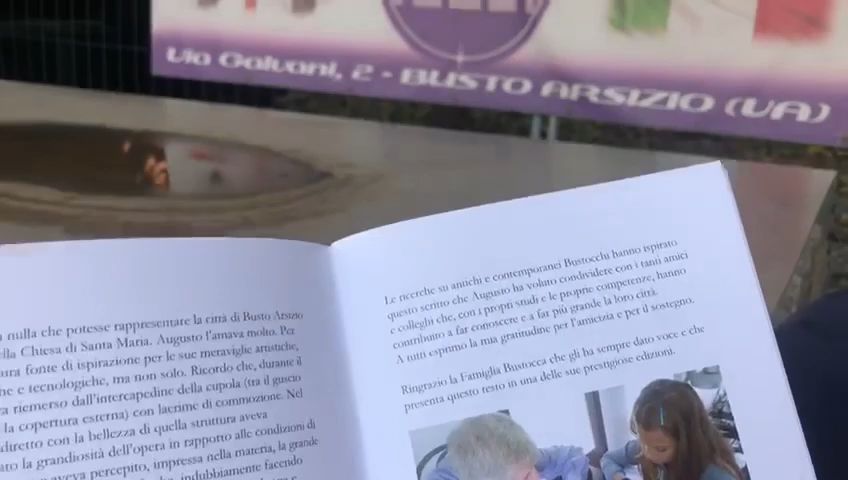 Via Galvani, 2 - BUSTO ARSIZIO (VA)
nulla che potesse rappresentare la città di Busto Arsizio
Chiesa di Santa Maria. Augusto l'amava molto. Per
fonte di ispirazione per le sue meraviglie artistiche,
e tecnologiche, ma non solo. Ricordo che, durante il
riemerso dall'intercapedine della cupola (tra il guscio
la copertura esterna) con lacrime di commozione. Nel
diretto con la bellezza di quella struttura aveva
la grandiosità dell'opera in rapporto alle condizioni di
aveva percepito, impressa nella materia, la grande
che, indubbiamente facendo
Le ricerche su antichi e contemporanei Bustocchi hanno ispirato
questo scritto che Augusto ha voluto condividere con i tanti amici
e colleghi che, con i propri studi e le proprie competenze, hanno
contribuito a far conoscere e a far più grande la loro città.
A tutti esprimo la mia gratitudine per l'amicizia e per il sostegno.
Ringrazio la Famiglia Bustocca che gli ha sempre dato voce e che
presenta questo testo in una delle sue prestigiose edizioni.